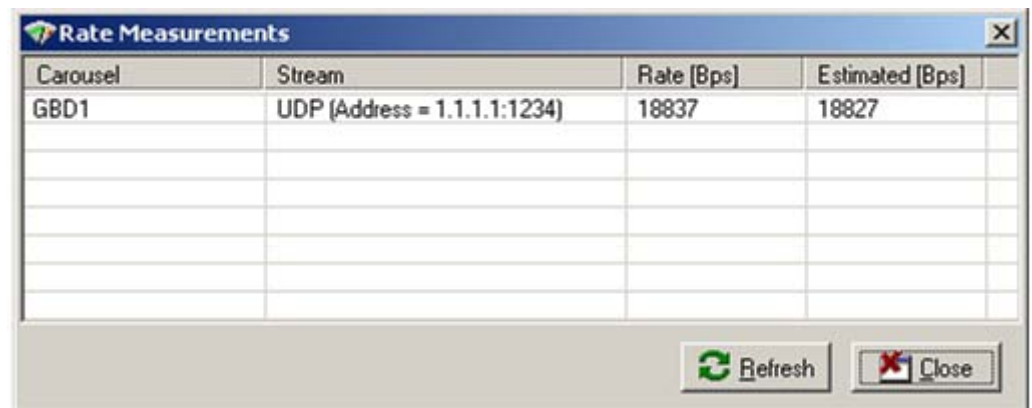 Rate Measurements
Carousel Stream Rate [Bps] Estimated [Bps]
GBD1 UDP (Address = 1.1.1.1:1234) 18837 18827
Refresh Close